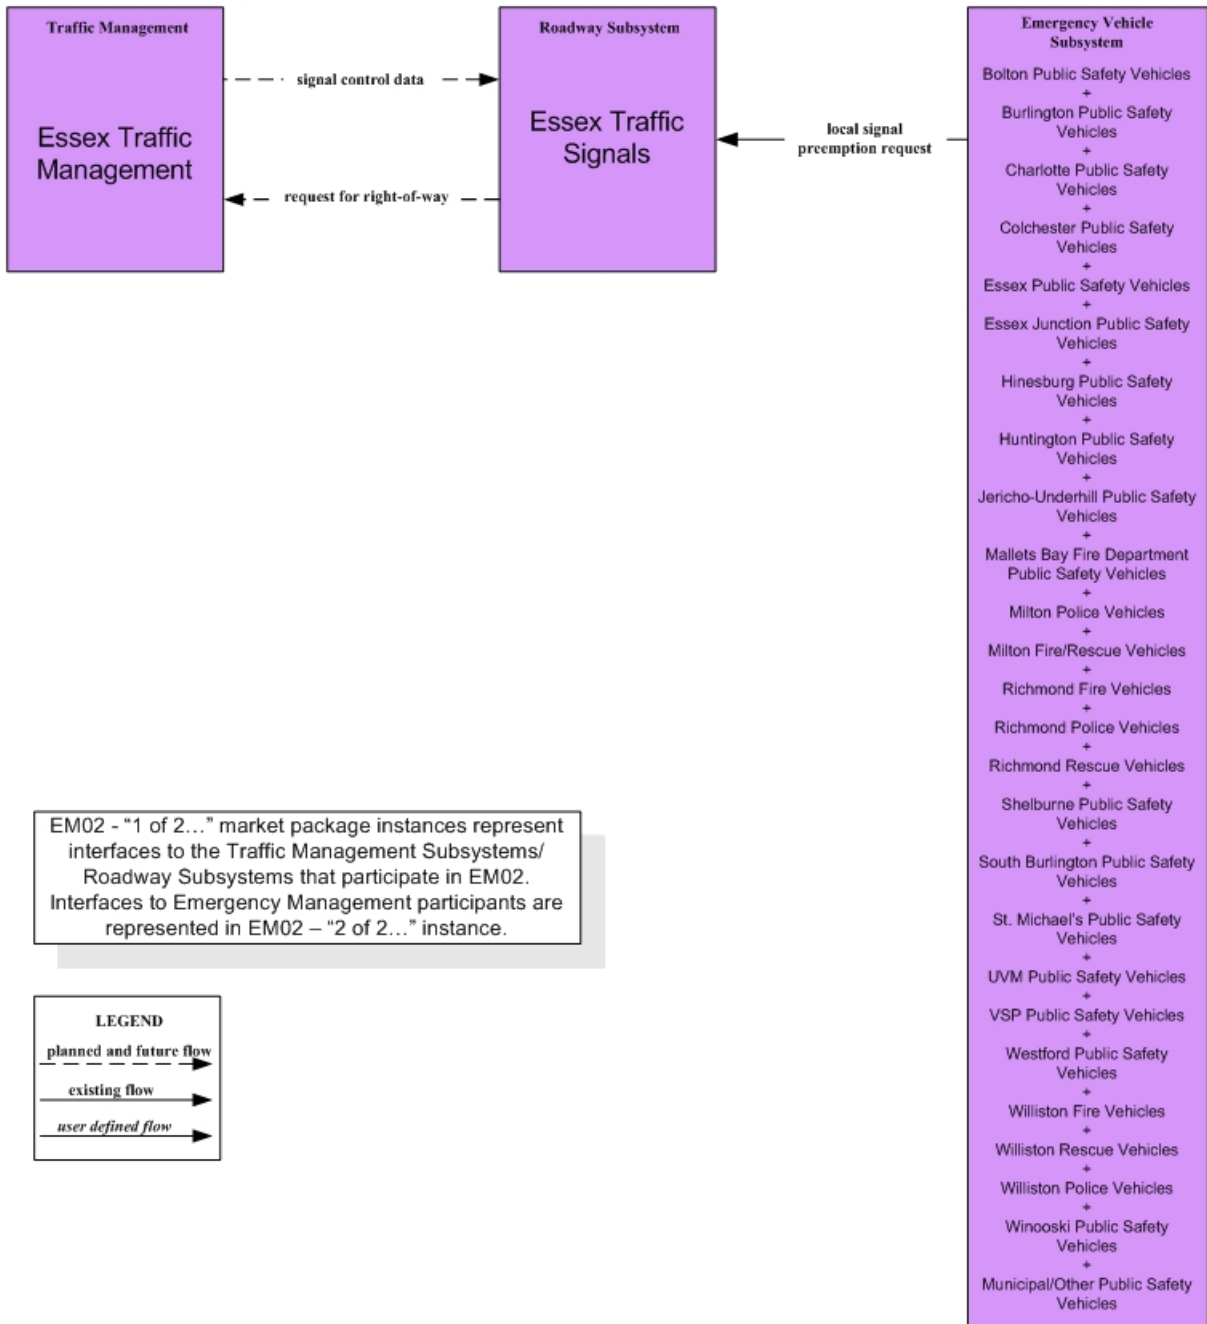 Traffic Management
Essex Traffic
Management
signal control data
request for right-of-way
Roadway Subsystem
Essex Traffic
Signals
local signal
preemption request
Emergency Vehicle
Subsystem
Bolton Public Safety Vehicles
+
Burlington Public Safety
Vehicles
+
Charlotte Public Safety
Vehicles
+
Colchester Public Safety
Vehicles
+
Essex Public Safety Vehicles
+
Essex Junction Public Safety
Vehicles
+
Hinesburg Public Safety
Vehicles
+
Huntington Public Safety
Vehicles
+
Jericho-Underhill Public Safety
Vehicles
+
Mallets Bay Fire Department
Public Safety Vehicles
+
Milton Police Vehicles
+
Milton Fire/Rescue Vehicles
+
Richmond Fire Vehicles
+
Richmond Police Vehicles
+
Richmond Rescue Vehicles
+
Shelburne Public Safety
Vehicles
+
South Burlington Public Safety
Vehicles
+
St. Michael's Public Safety
Vehicles
+
UVM Public Safety Vehicles
+
VSP Public Safety Vehicles
+
Westford Public Safety
Vehicles
+
Williston Fire Vehicles
+
Williston Rescue Vehicles
+
Williston Police Vehicles
+
Winooski Public Safety
Vehicles
+
Municipal/Other Public Safety
Vehicles
EM02 - “1 of 2…” market package instances represent
interfaces to the Traffic Management Subsystems/
Roadway Subsystems that participate in EM02.
Interfaces to Emergency Management participants are
represented in EM02 – “2 of 2…” instance.
LEGEND
planned and future flow
existing flow
user defined flow